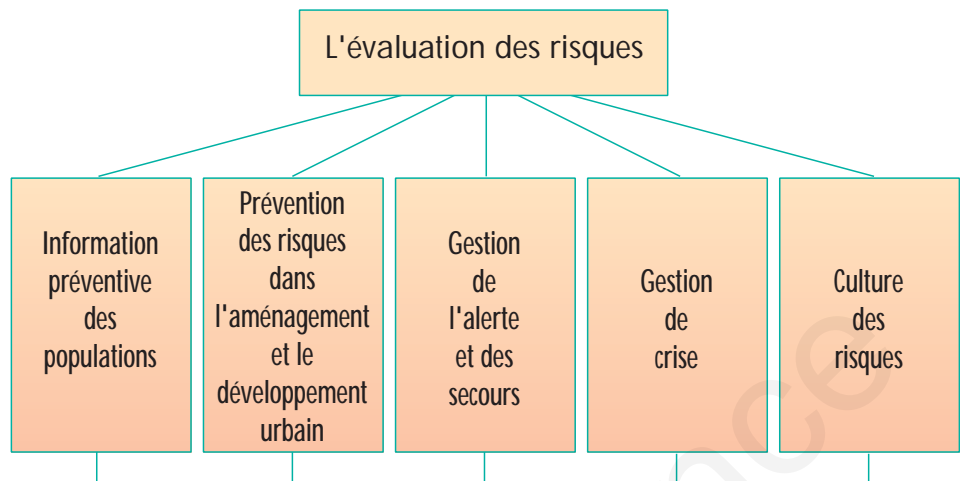 L'évaluation des risques
Information
préventive
des
populations
Prévention
des risques
dans
l'aménagement
et le
développement
urbain
Gestion
de
l'alerte
et des
secours
Gestion
de
crise
Culture
des
risques